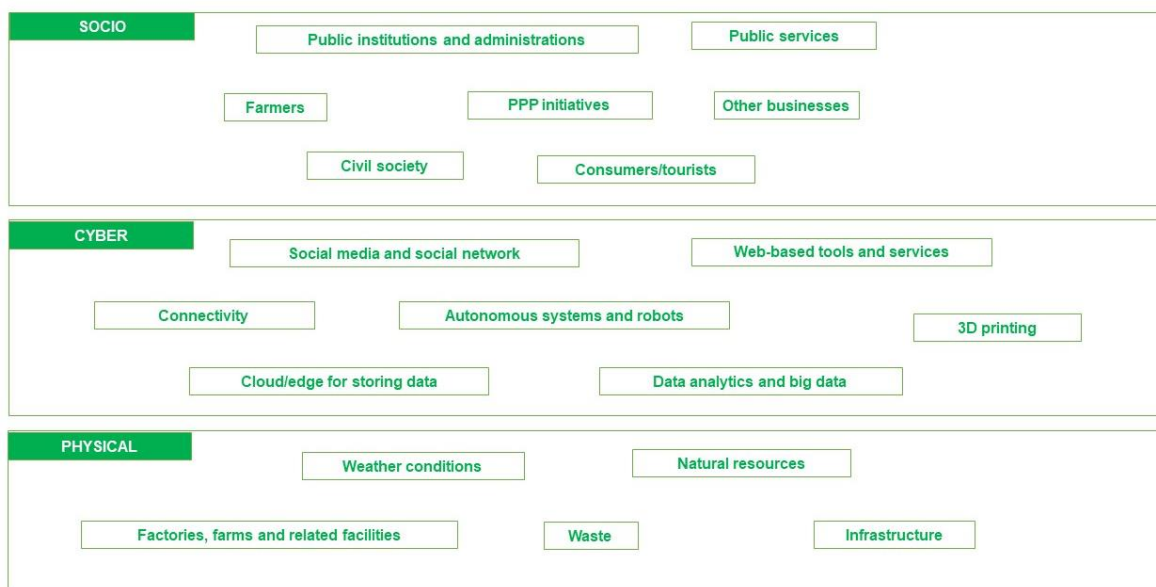 SOCIO
Public institutions and administrations
Public services
Farmers
PPP initiatives
Other businesses
Civil society
Consumers/tourists
CYBER
Social media and social network
Web-based tools and services
Connectivity
Autonomous systems and robots
3D printing
Cloud/edge for storing data
Data analytics and big data
PHYSICAL
Weather conditions
Natural resources
Factories, farms and related facilities
Waste
Infrastructure